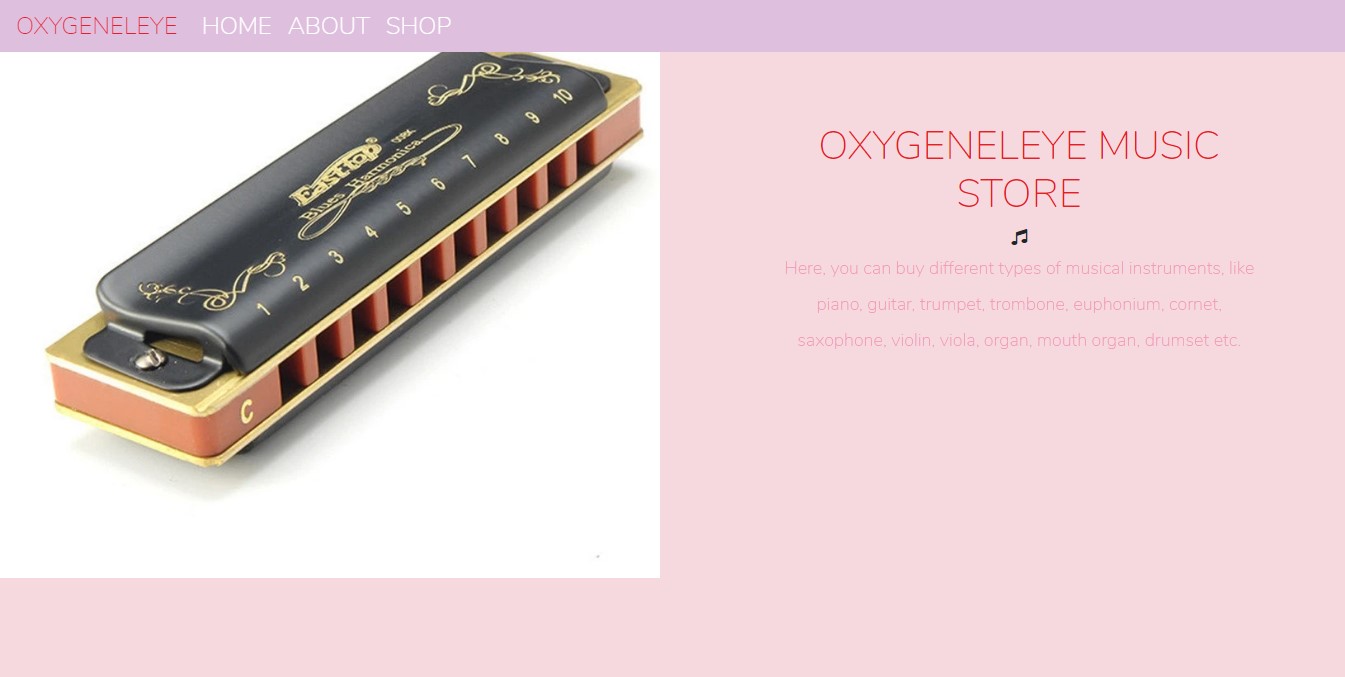 OXYGENELEYE HOME ABOUT SHOP
OXYGENELEYE MUSIC
STORE
Here, you can buy different types of musical instruments, like
piano, guitar, trumpet, trombone, euphonium, cornet,
saxophone, violin, viola, organ, mouth organ, drumset etc.
East top®
Blues Harmonica
1 2 3 4 5 6 7 8 9 10
C